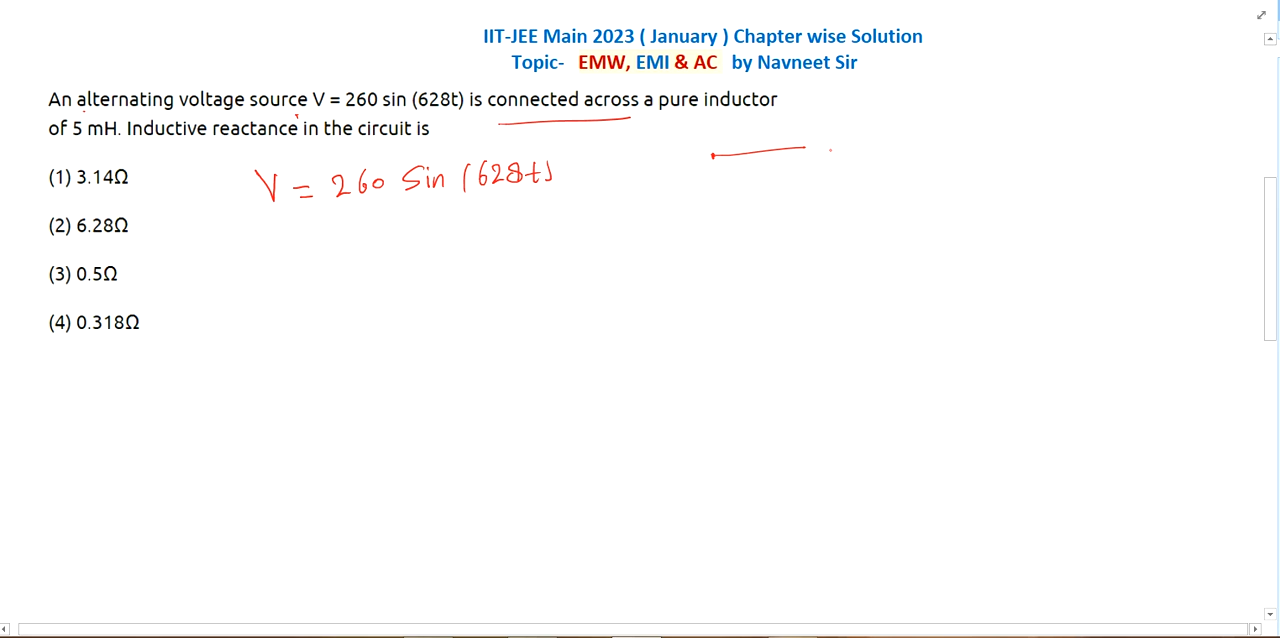 IIT-JEE Main 2023 ( January ) Chapter wise Solution
Topic- EMW, EMI & AC by Navneet Sir
An alternating voltage source V = 260 sin (628t) is connected across a pure inductor
of 5 mH. Inductive reactance in the circuit is
(1) 3.14Ω
V = 260 Sin (628t)
(2) 6.28Ω
(3) 0.5Ω
(4) 0.318Ω